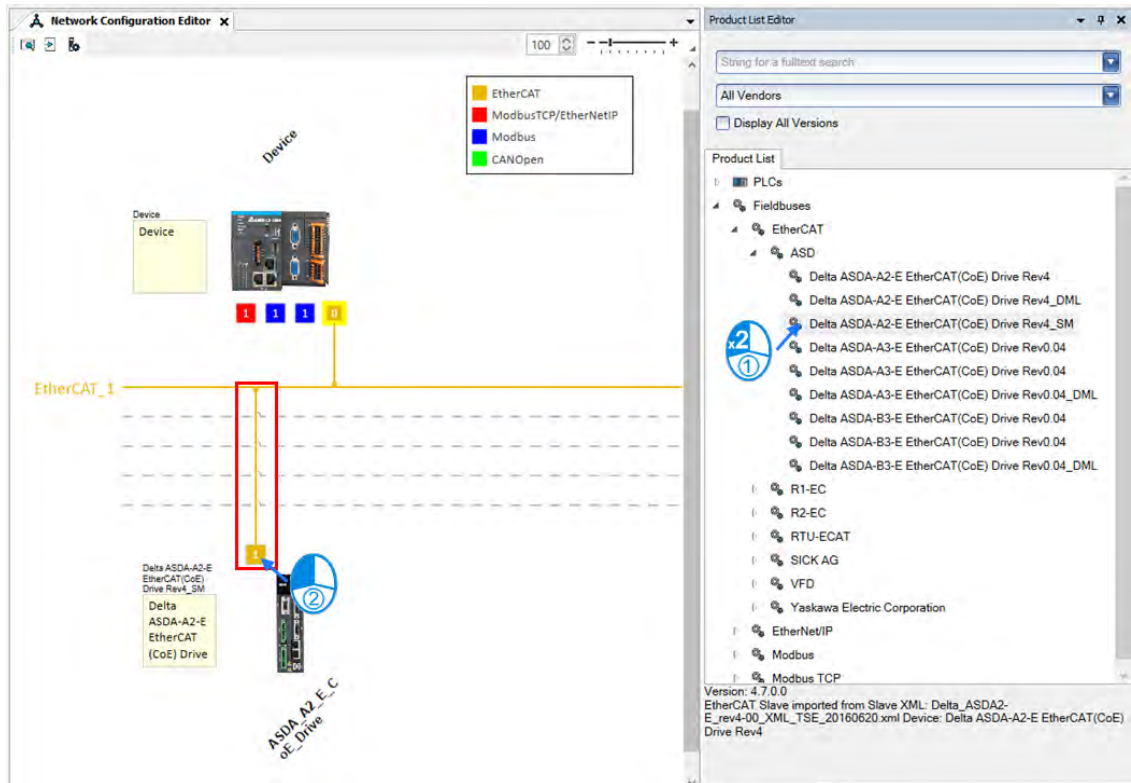 Network Configuration Editor
100
EtherCAT
ModbusTCP/EtherNetIP
Modbus
CANOpen
Device
Device
Device
1
1
1
0
EtherCAT_1
1
②
Delta ASDA-A2-E
EtherCAT(CoE)
Drive Rev4_SM
Delta
ASDA-A2-E
EtherCAT
(CoE) Drive
ASDA_A2_E_C
oE_Drive
Product List Editor
String for a fulltext search
All Vendors
Display All Versions
Product List
PLCs
Fieldbuses
EtherCAT
ASD
Delta ASDA-A2-E EtherCAT(CoE) Drive Rev4
Delta ASDA-A2-E EtherCAT(CoE) Drive Rev4_DML
Delta ASDA-A2-E EtherCAT(CoE) Drive Rev4_SM
x2
①
Delta ASDA-A3-E EtherCAT(CoE) Drive Rev0.04
Delta ASDA-A3-E EtherCAT(CoE) Drive Rev0.04
Delta ASDA-A3-E EtherCAT(CoE) Drive Rev0.04_DML
Delta ASDA-B3-E EtherCAT(CoE) Drive Rev0.04
Delta ASDA-B3-E EtherCAT(CoE) Drive Rev0.04
Delta ASDA-B3-E EtherCAT(CoE) Drive Rev0.04_DML
R1-EC
R2-EC
RTU-ECAT
SICK AG
VFD
Yaskawa Electric Corporation
EtherNet/IP
Modbus
Modbus TCP
Version: 4.7.0.0
EtherCAT Slave imported from Slave XML: Delta_ASDA2-
E_rev4-00_XML_TSE_20160620.xml Device: Delta ASDA-A2-E EtherCAT(CoE)
Drive Rev4